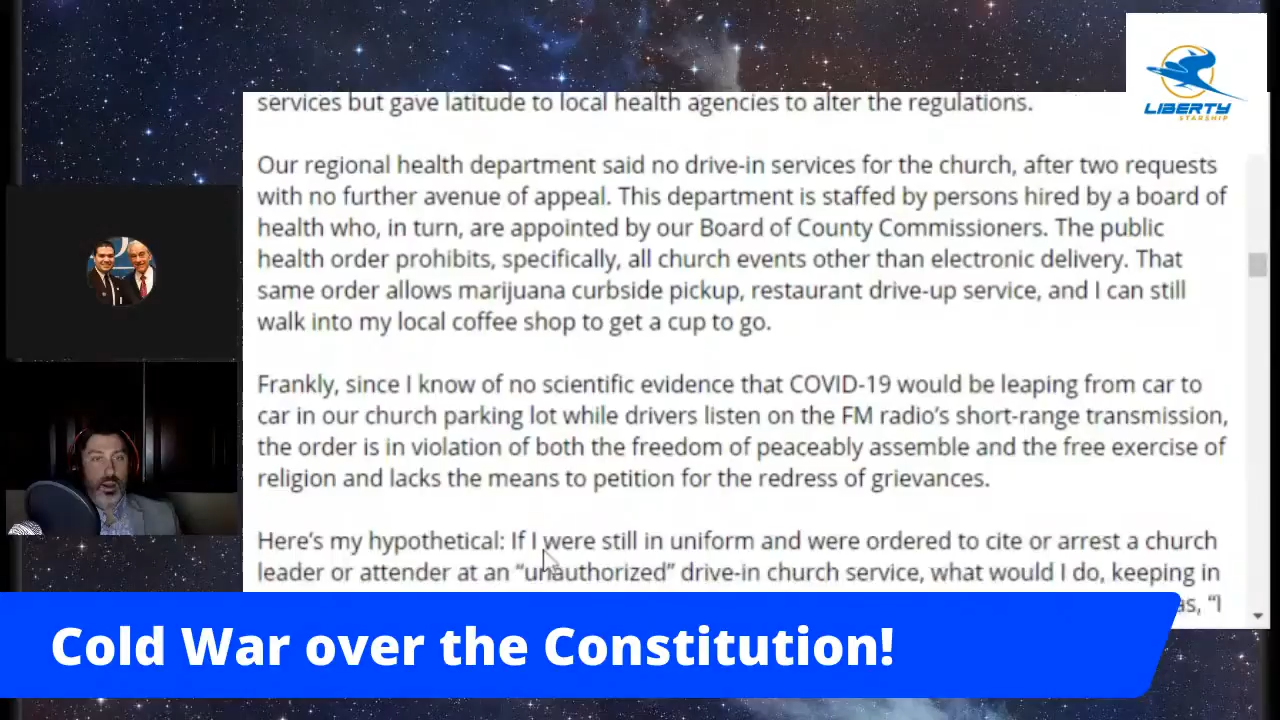 LIBERTY
STARSHIP
services but gave latitude to local health agencies to alter the regulations.
Our regional health department said no drive-in services for the church, after two requests
with no further avenue of appeal. This department is staffed by persons hired by a board of
health who, in turn, are appointed by our Board of County Commissioners. The public
health order prohibits, specifically, all church events other than electronic delivery. That
same order allows marijuana curbside pickup, restaurant drive-up service, and I can still
walk into my local coffee shop to get a cup to go.
Frankly, since I know of no scientific evidence that COVID-19 would be leaping from car to
car in our church parking lot while drivers listen on the FM radio’s short-range transmission,
the order is in violation of both the freedom of peaceably assemble and the free exercise of
religion and lacks the means to petition for the redress of grievances.
Here’s my hypothetical: If I were still in uniform and were ordered to cite or arrest a church
leader or attender at an “unauthorized” drive-in church service, what would I do, keeping in
as, “I
Cold War over the Constitution!